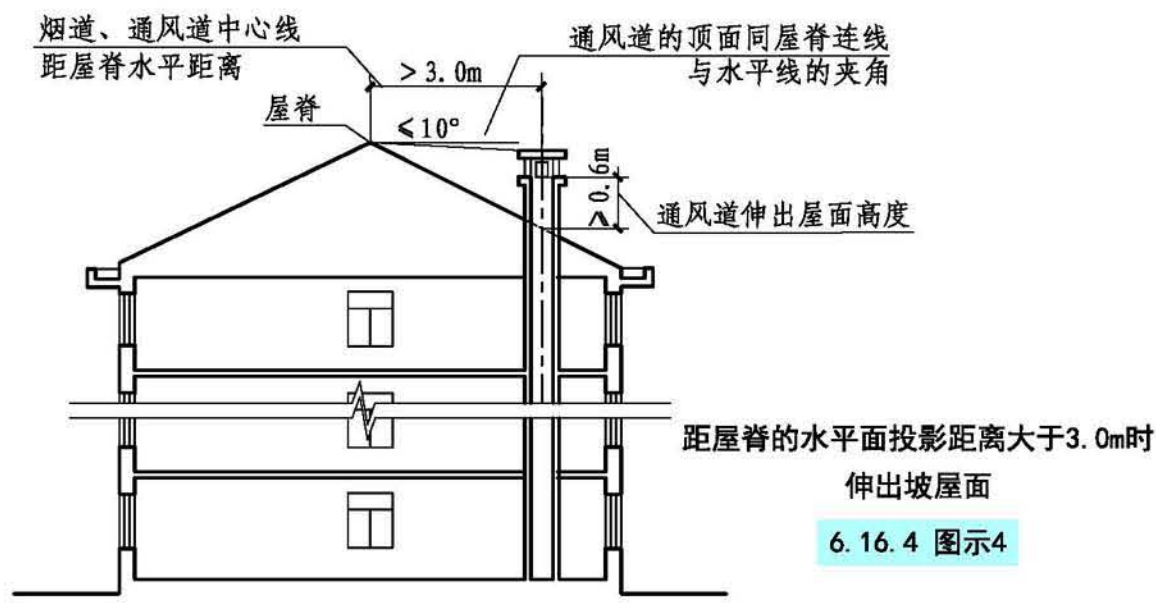 烟道、通风道中心线
距屋脊水平距离
通风道的顶面同屋脊连线
与水平线的夹角
>3.0m
屋脊
≤10°
≥0.6m
通风道伸出屋面高度
距屋脊的水平面投影距离大于3.0m时
伸出坡屋面
6.16.4 图示4